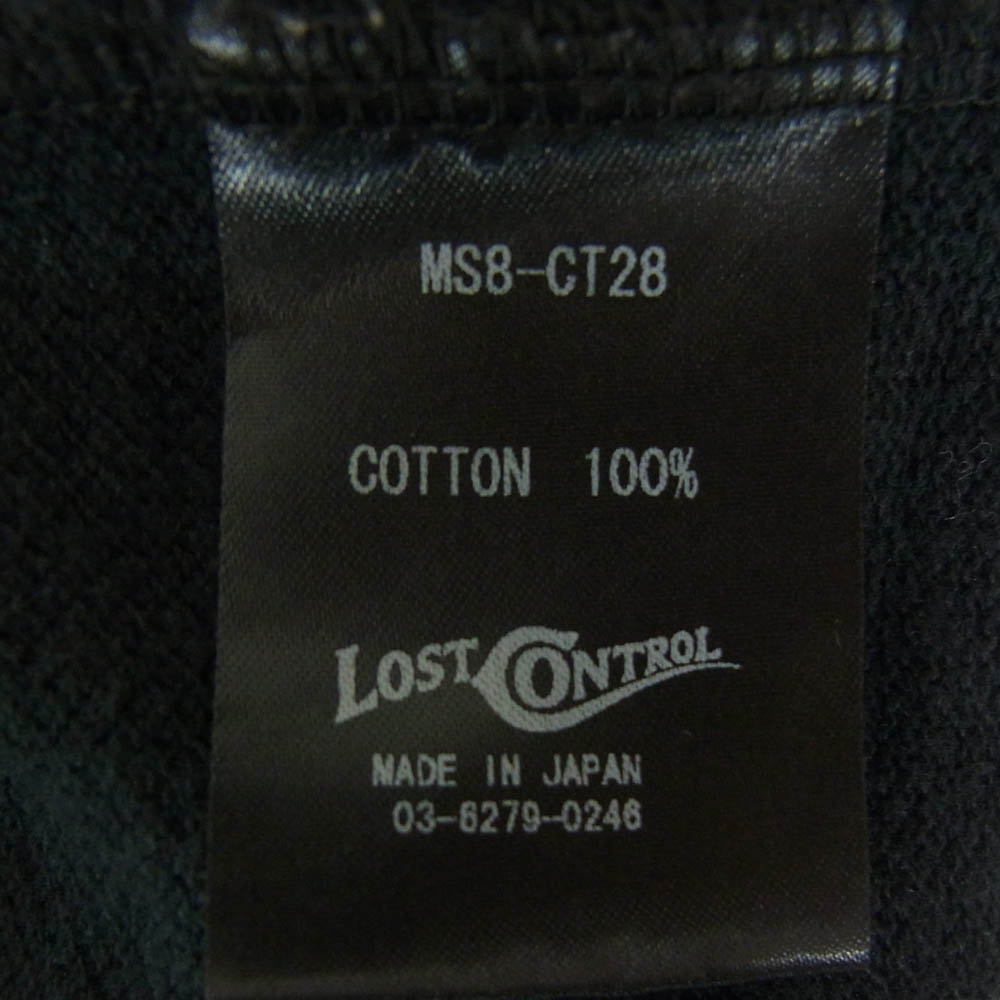 MS8-CT28
COTTON 100%
LOST CONTROL
MADE IN JAPAN
03-6279-0246